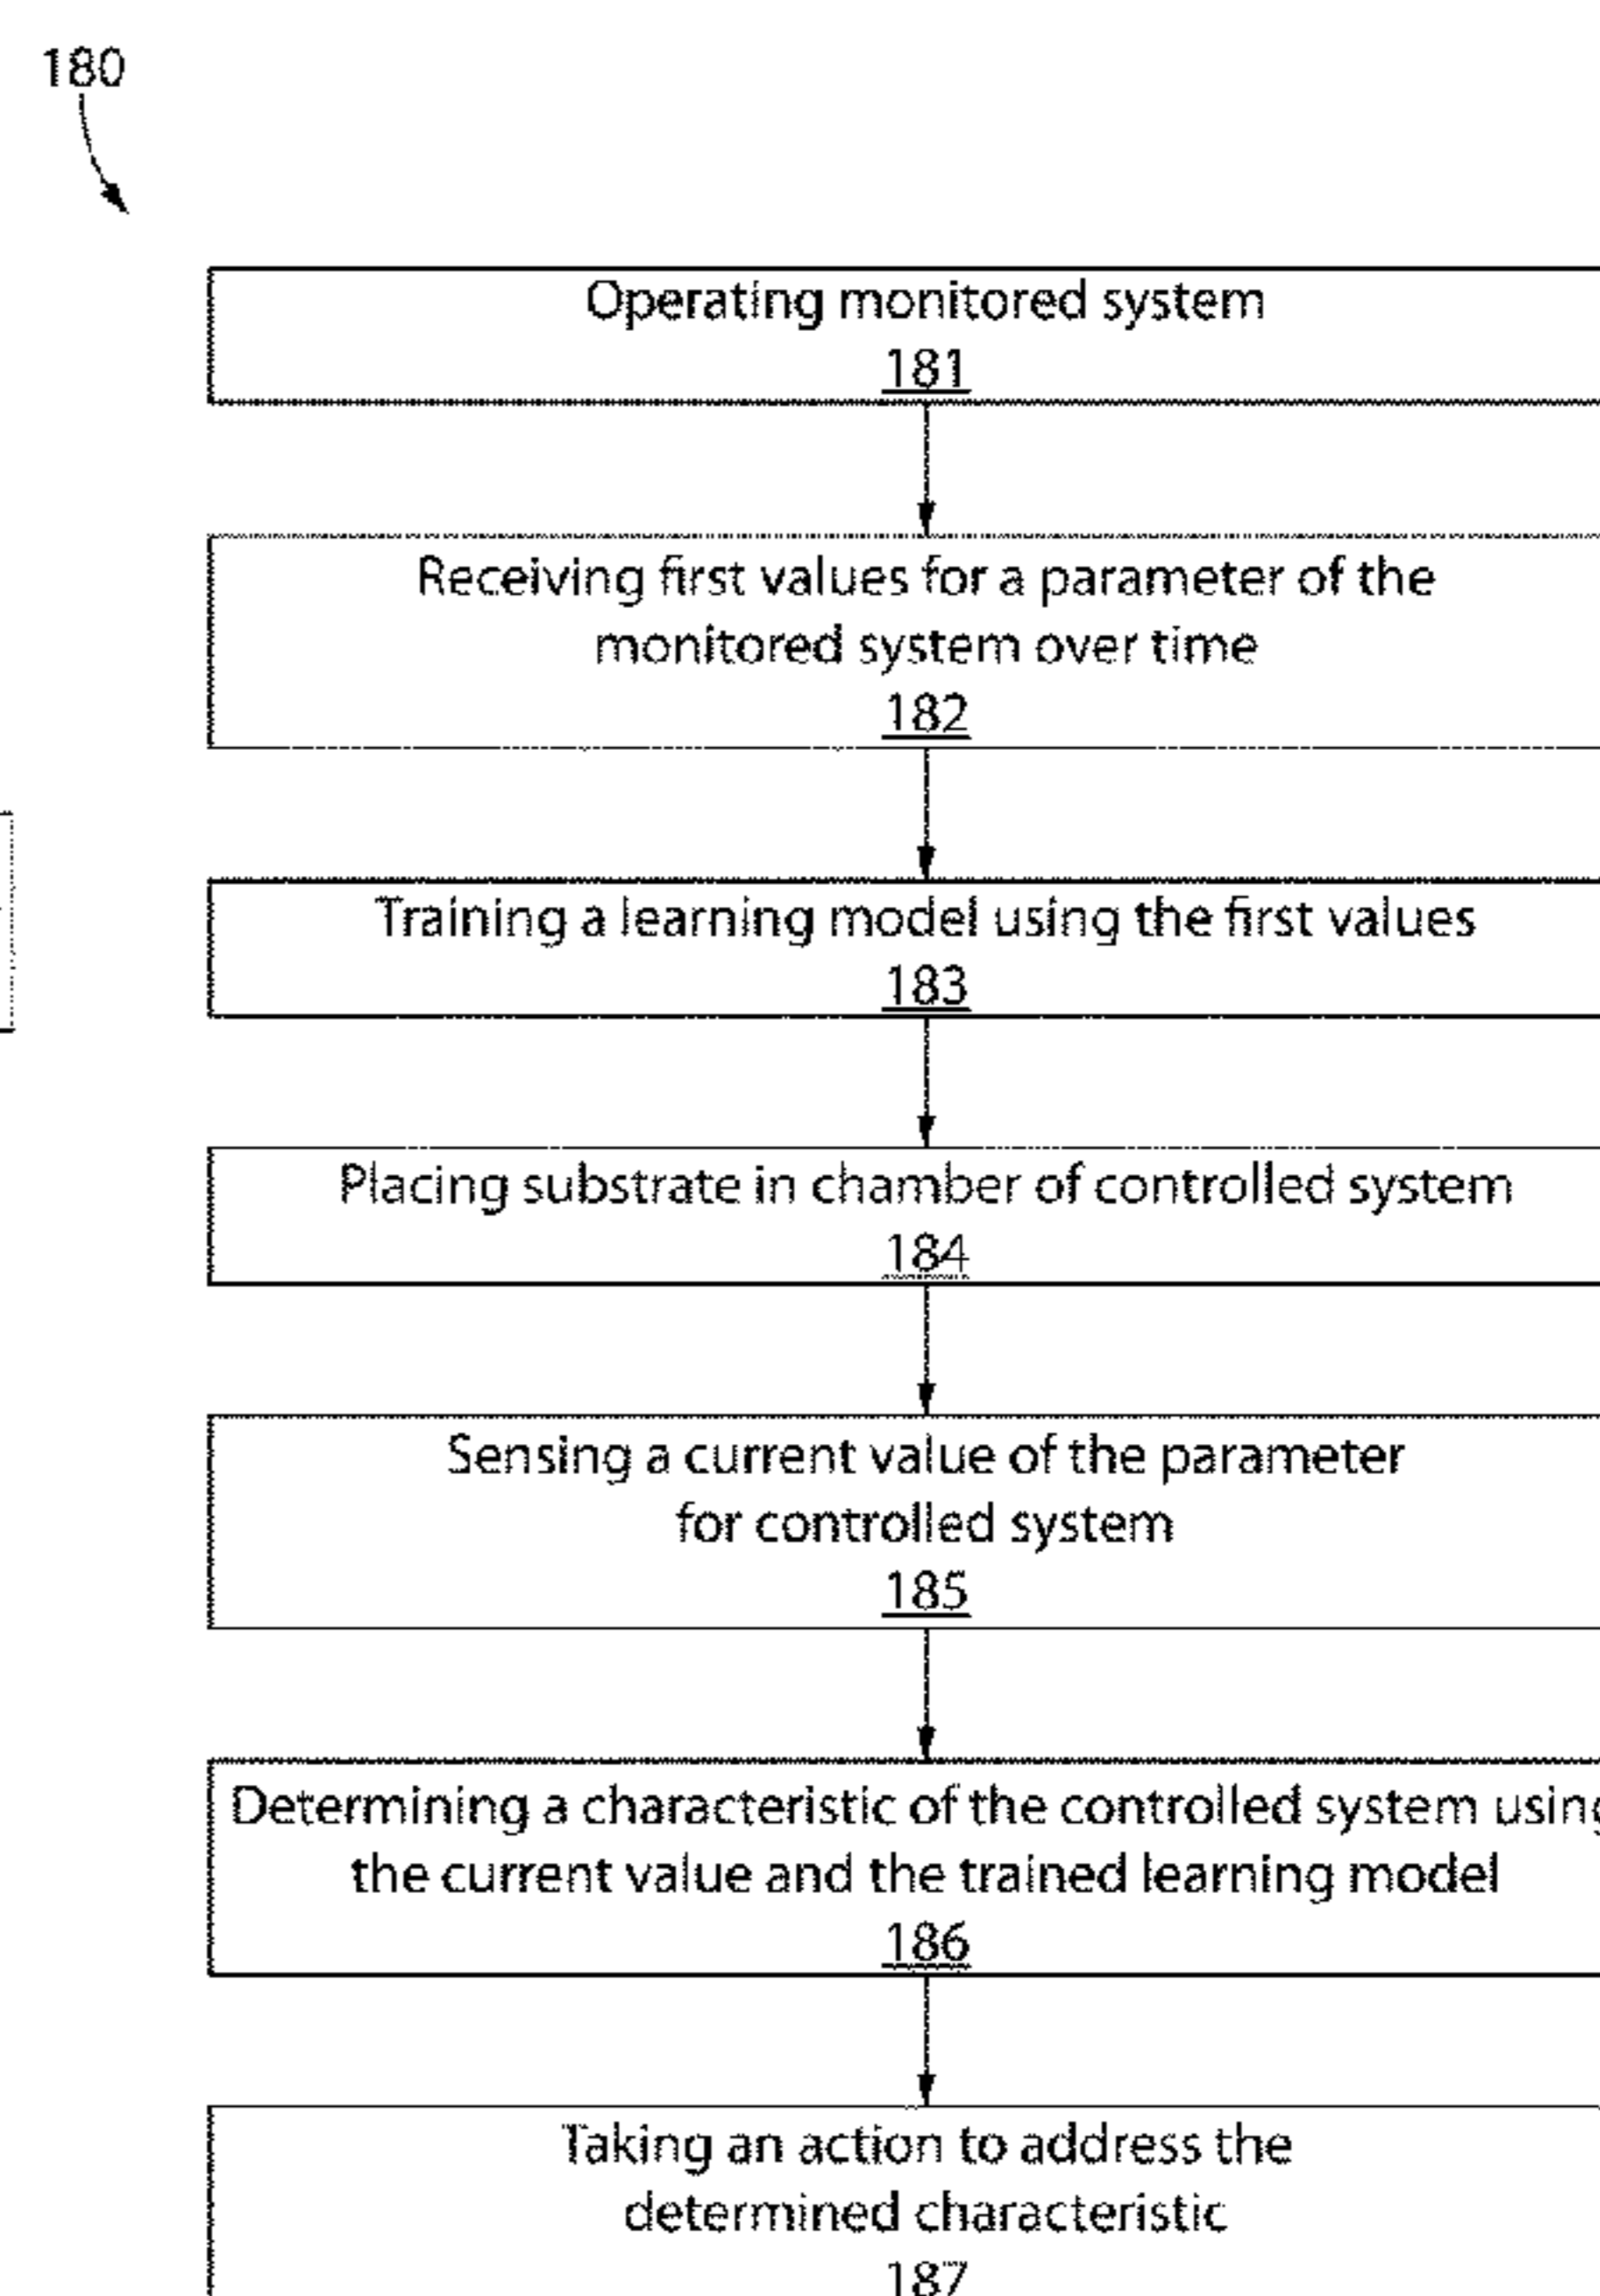 180
Operating monitored system
181
Receiving first values for a parameter of the
monitored system over time
182
Training a learning model using the first values
183
Placing substrate in chamber of controlled system
184
Sensing a current value of the parameter
for controlled system
185
Determining a characteristic of the controlled system using
the current value and the trained learning model
186
Taking an action to address the
determined characteristic
187